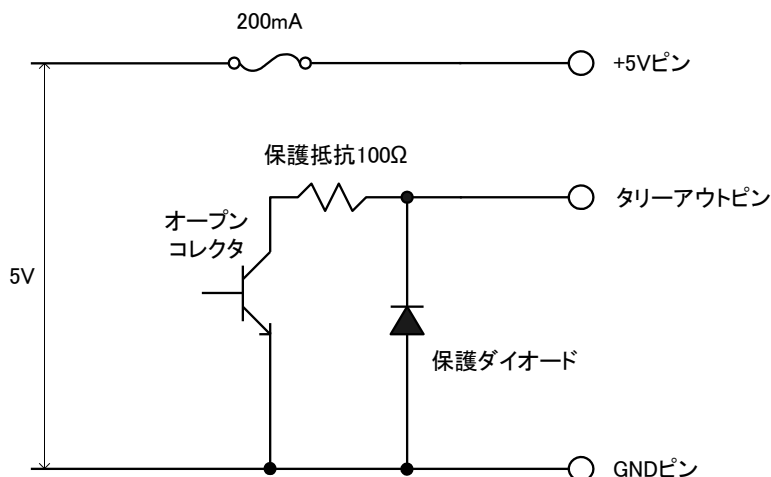 200mA
+5Vピン
保護抵抗100Ω
タリーアウトピン
オープン
コレクタ
5V
保護ダイオード
GNDピン